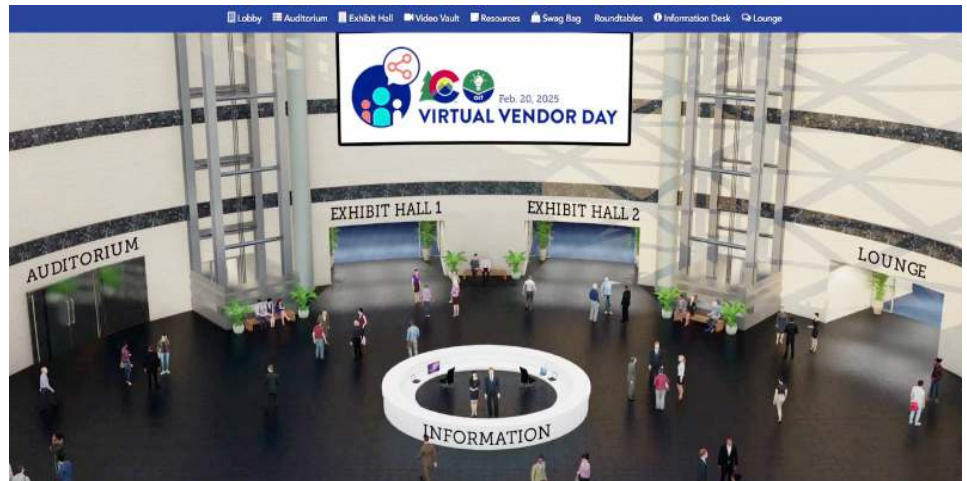 Lobby Auditorium Exhibit Hall Video Vault Resources Swag Bag Roundtables Information Desk Lounge
C OIT Feb. 20, 2025
VIRTUAL VENDOR DAY
EXHIBIT HALL 1 EXHIBIT HALL 2
AUDITORIUM LOUNGE
INFORMATION